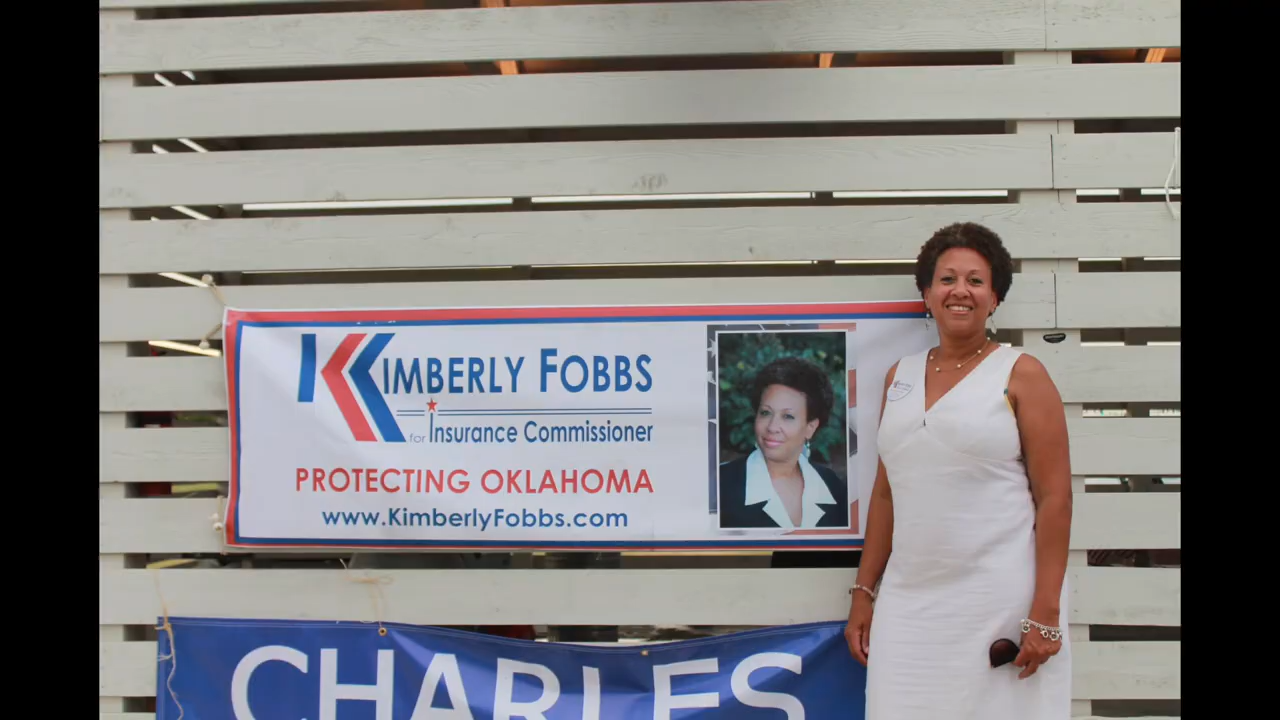 KIMBERLY FOBBS
for Insurance Commissioner
PROTECTING OKLAHOMA
www.KimberlyFobbs.com
CHARLES